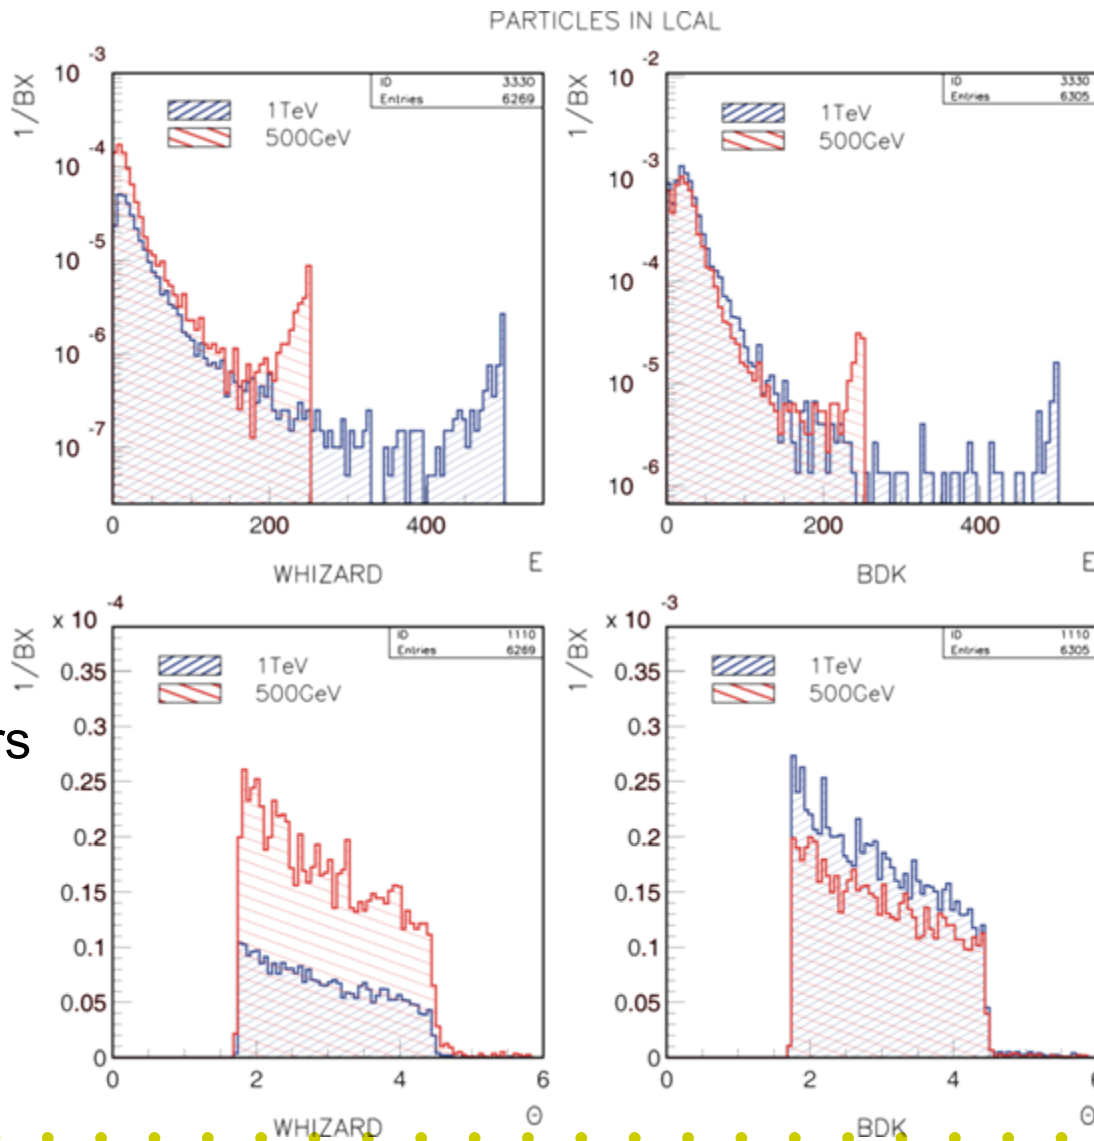 PARTICLES IN LCAL
1/BX
10 -3
10 -4
10 -5
10 -6
10 -7
ID 3330
Entries 6269
1TeV
500GeV
0 200 400
E
WHIZARD
1/BX
10 -2
10 -3
10 -4
10 -5
10 -6
ID 3330
Entries 6305
1TeV
500GeV
0 200 400
E
BDK
rs
1/BX
x 10 -4
0.35
0.3
0.25
0.2
0.15
0.1
0.05
0
ID 1110
Entries 6269
1TeV
500GeV
0 2 4 6
Θ
WHIZARD
1/BX
x 10 -3
0.35
0.3
0.25
0.2
0.15
0.1
0.05
0
ID 1110
Entries 6305
1TeV
500GeV
0 2 4 6
Θ
BDK